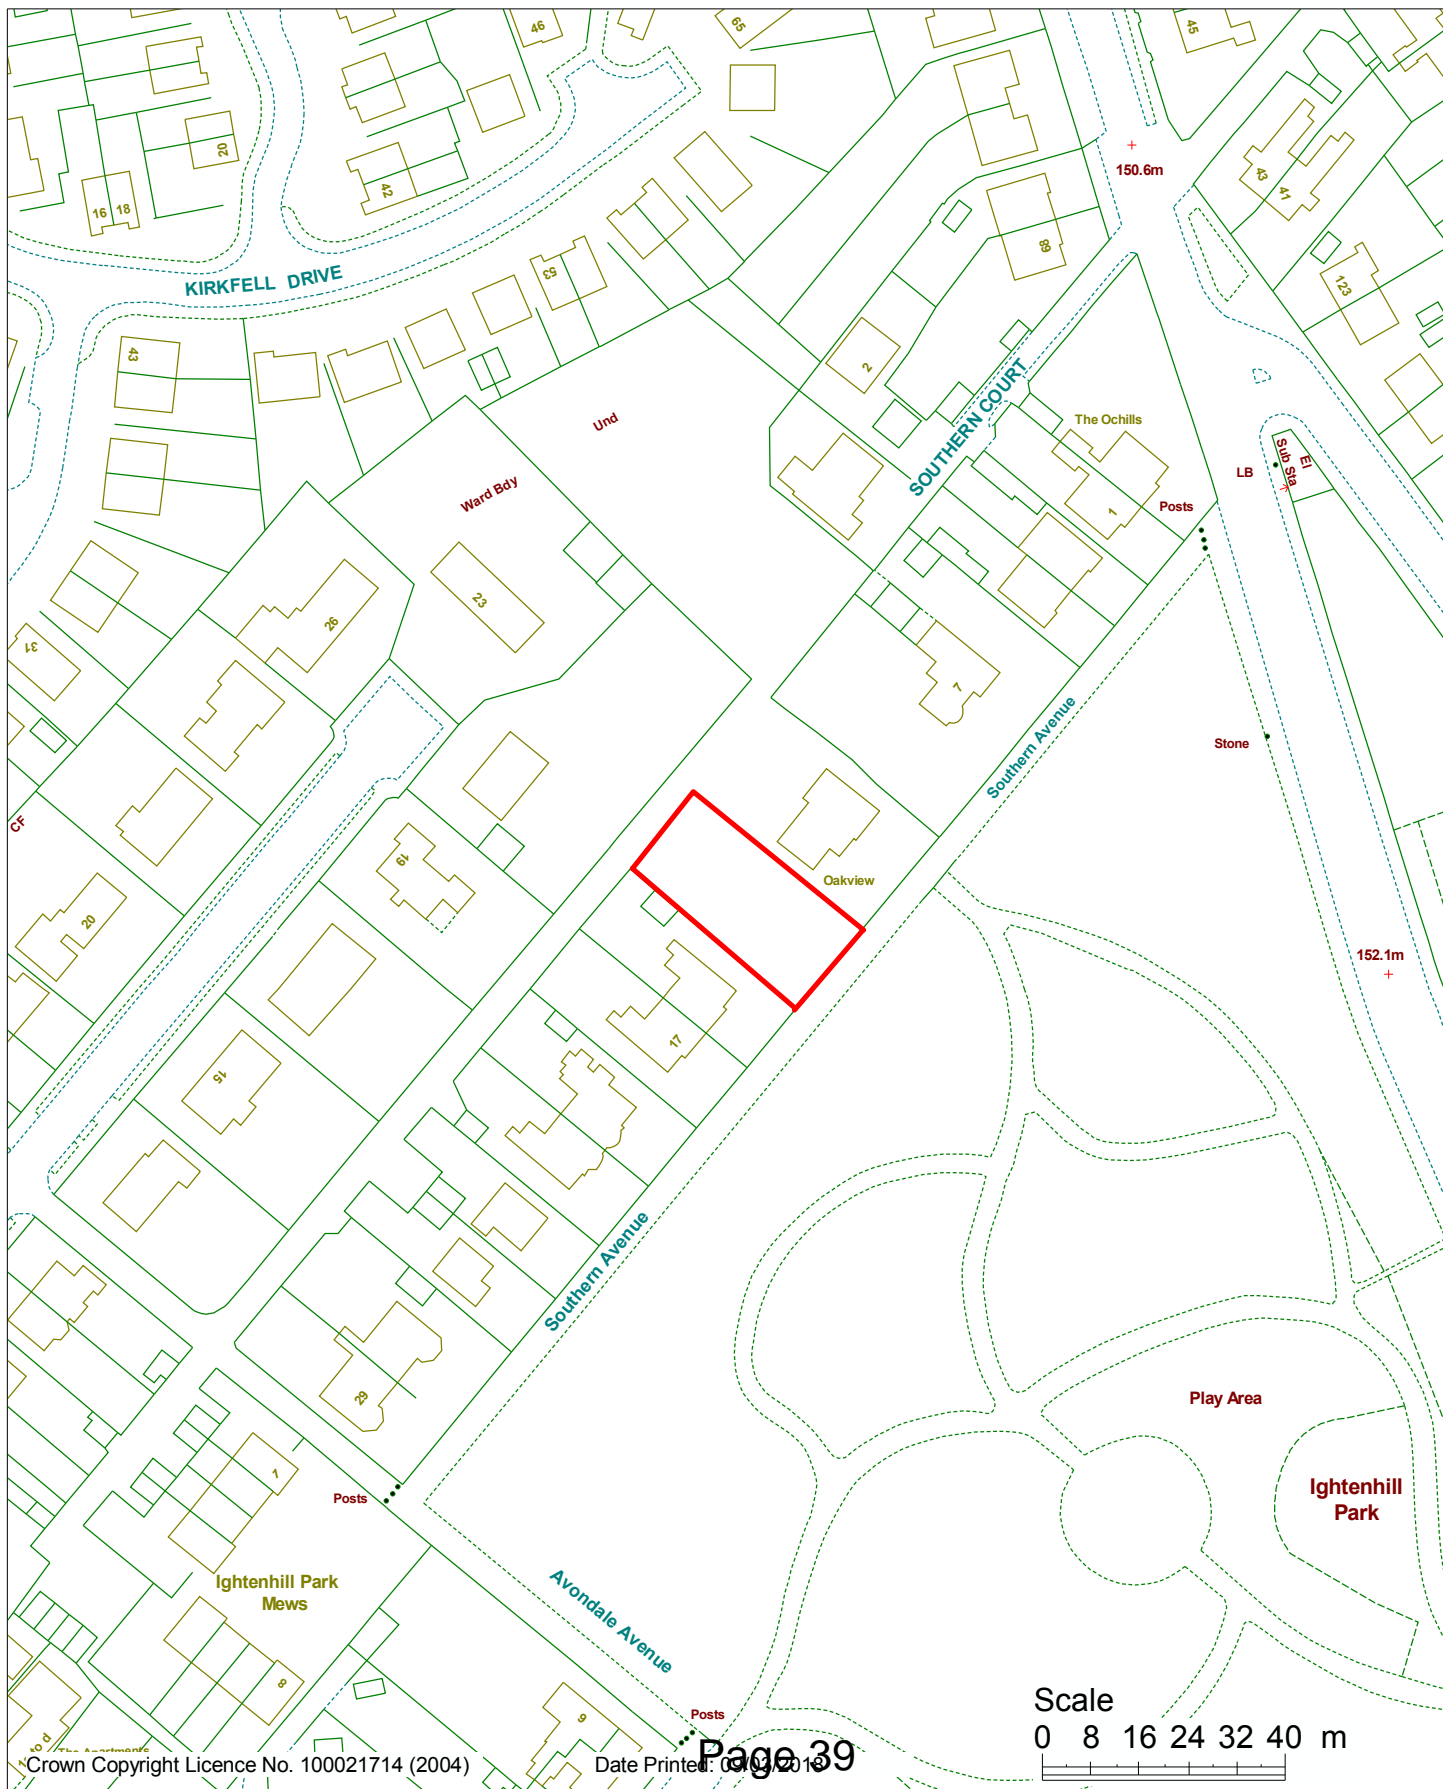 46
65
45
20
42
16 18
150.6m
43
41
89
123
KIRKFELL DRIVE
53
43
2
SOUTHERN COURT
The Ochills
Und
Ward Bdy
LB
El
Sub Sta
Posts
1
23
26
31
7
Southern Avenue
Stone
CF
19
Oakview
20
152.1m
17
15
Southern Avenue
29
Play Area
Ightenhill
Park
7
Posts
Ightenhill Park
Mews
Avondale Avenue
8
9
Posts
Scale
0 8 16 24 32 40 m
The Apartments
Crown Copyright Licence No. 100021714 (2004)
Date Printed:
Page 39